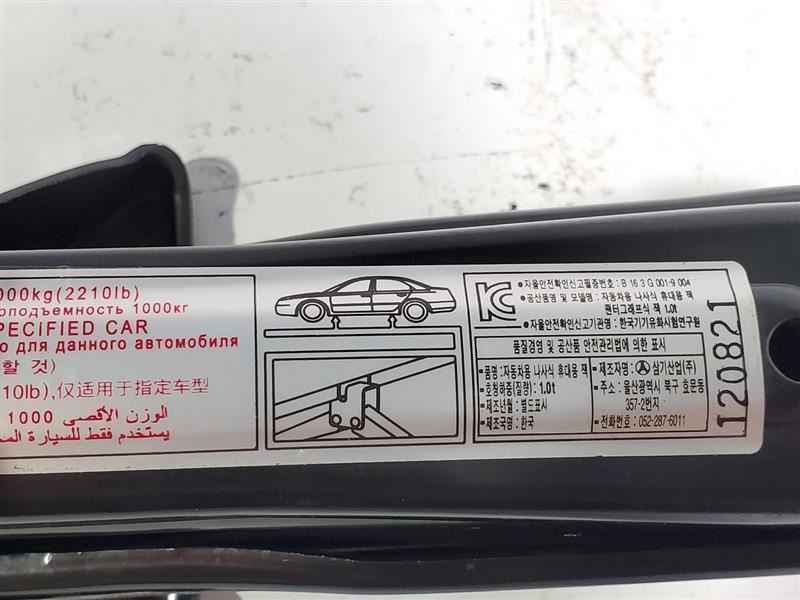 000kg(2210lb)
оподъемность 1000кг
PECIFIED CAR
о для данного автомобиля
할 것)
10lb),仅适用于指定车型
الوزن الأقصى 1000
يستخدم فقط للسيارة
KC
• 자율안전확인신고필증번호 : B 16 3 G 001-9 004
• 공산품명 및 모델명 : 자동차용 나사식 휴대용 잭
팬터그래프식 잭 1.0t
• 자율안전확인신고기관명 : 한국기기유화시험연구원
품질경영 및 공산품 안전관리법에 의한 표시
• 품명 : 자동차용 나사식 휴대용 잭
• 호칭하중(질량) : 1.0t
• 제조년월 : 별도표시
• 제조국명 : 한국
• 제조자명 : 삼기산업(주)
• 주소 : 울산광역시 북구 효문동
357-2번지
• 전화번호 : 052-287-6011
120821